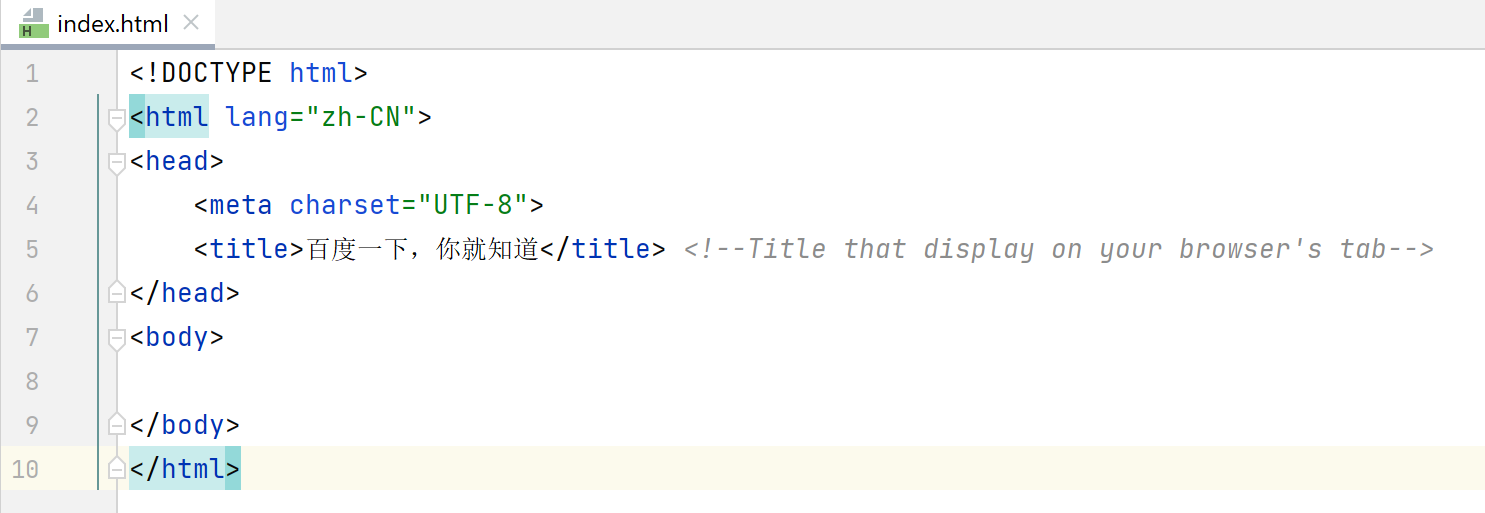 index.html
1 <!DOCTYPE html>
2 <html lang="zh-CN">
3 <head>
4     <meta charset="UTF-8">
5     <title>百度一下，你就知道</title> <!--Title that display on your browser's tab-->
6 </head>
7 <body>
8
9 </body>
10 </html>